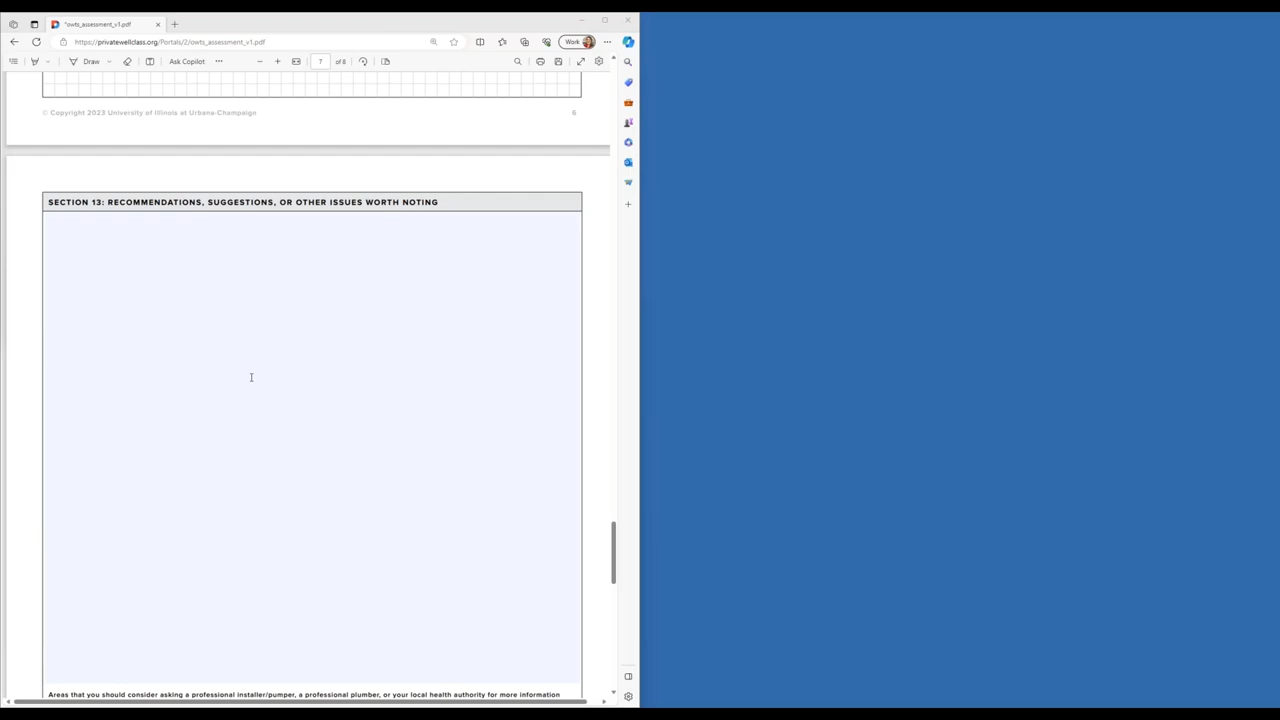 *owts_assessment_v1.pdf
https://privatewellclass.org/Portals/2/owts_assessment_v1.pdf
Work
Draw
Ask Copilot
7 of 8
© Copyright 2023 University of Illinois at Urbana-Champaign
6
SECTION 13: RECOMMENDATIONS, SUGGESTIONS, OR OTHER ISSUES WORTH NOTING
Areas that you should consider asking a professional installer/pumper, a professional plumber, or your local health authority for more information